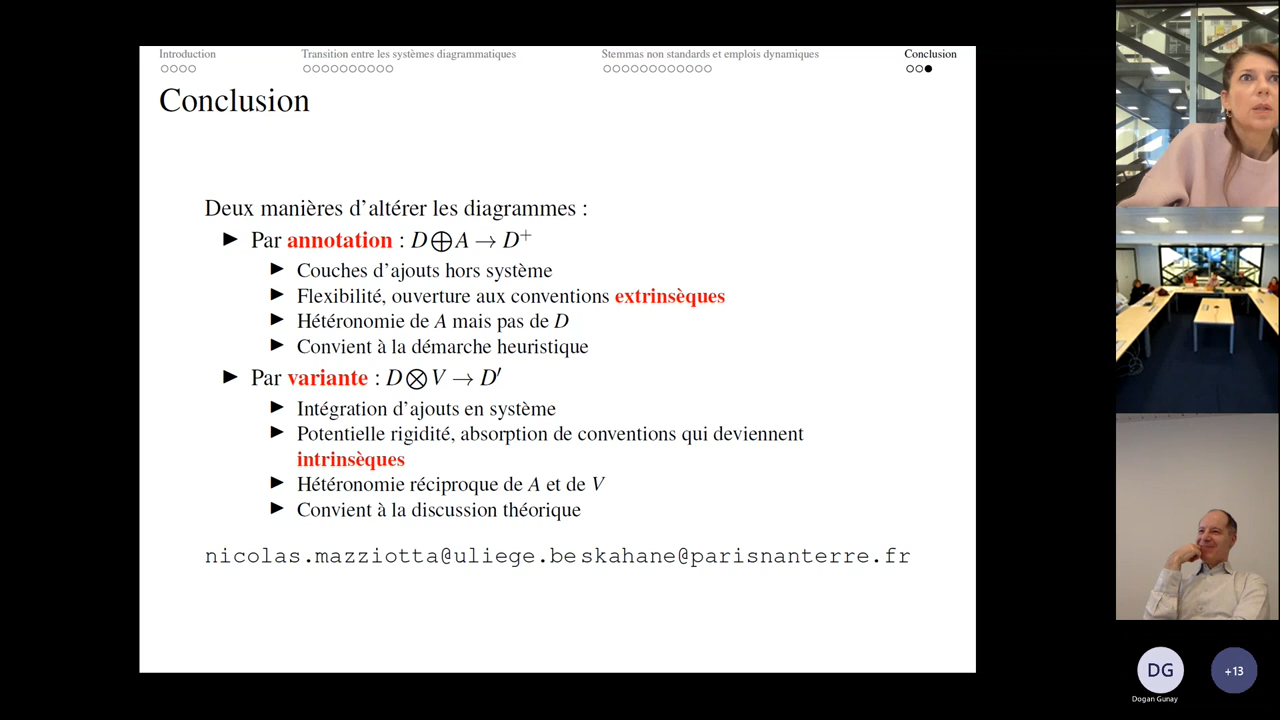 Introduction
Transition entre les systèmes diagrammatiques
Stemmas non standards et emplois dynamiques
Conclusion
Conclusion
Deux manières d'altérer les diagrammes :
▶ Par annotation : D⊕A → D⁺
▶ Couches d'ajouts hors système
▶ Flexibilité, ouverture aux conventions extrinsèques
▶ Hétéronomie de A mais pas de D
▶ Convient à la démarche heuristique
▶ Par variante : D⊗V → D′
▶ Intégration d'ajouts en système
▶ Potentielle rigidité, absorption de conventions qui deviennent
intrinsèques
▶ Hétéronomie réciproque de A et de V
▶ Convient à la discussion théorique
nicolas.mazziotta@uliege.be skahane@parisnanterre.fr
DG
+13
Dogan Gunay